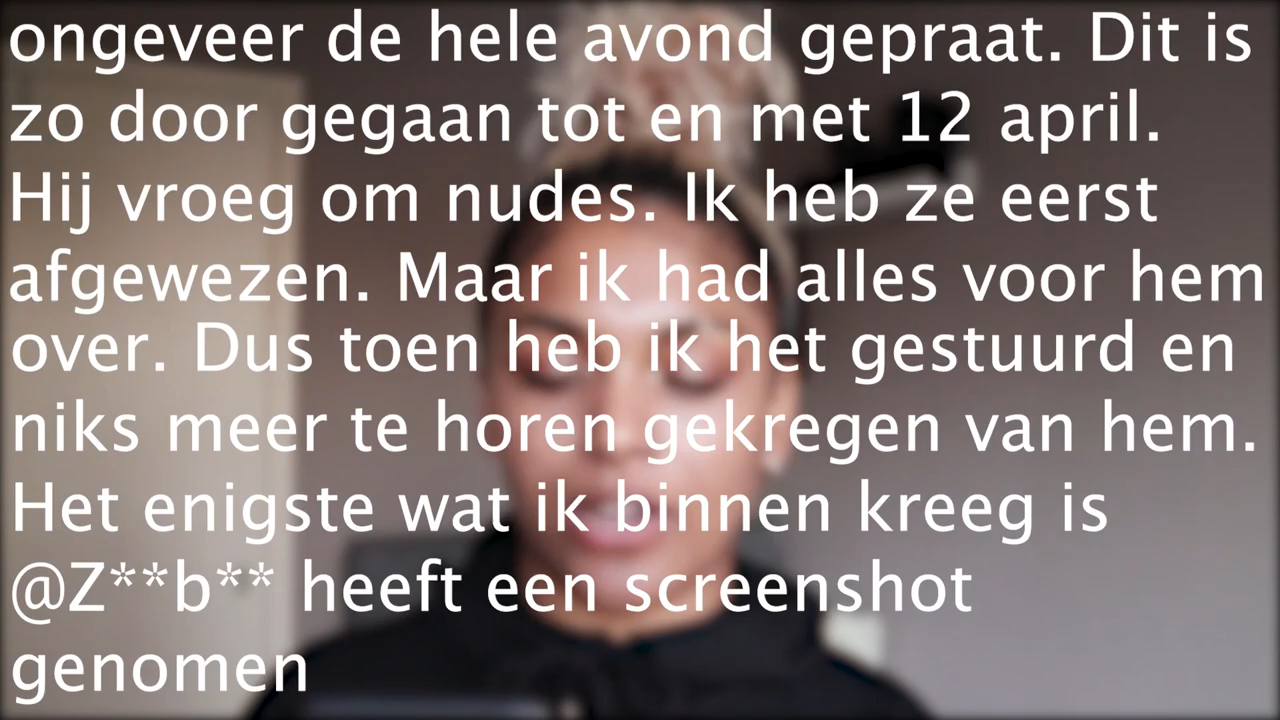 ongeveer de hele avond gepraat. Dit is
zo door gegaan tot en met 12 april.
Hij vroeg om nudes. Ik heb ze eerst
afgewezen. Maar ik had alles voor hem
over. Dus toen heb ik het gestuurd en
niks meer te horen gekregen van hem.
Het enigste wat ik binnen kreeg is
@Z**b** heeft een screenshot
genomen